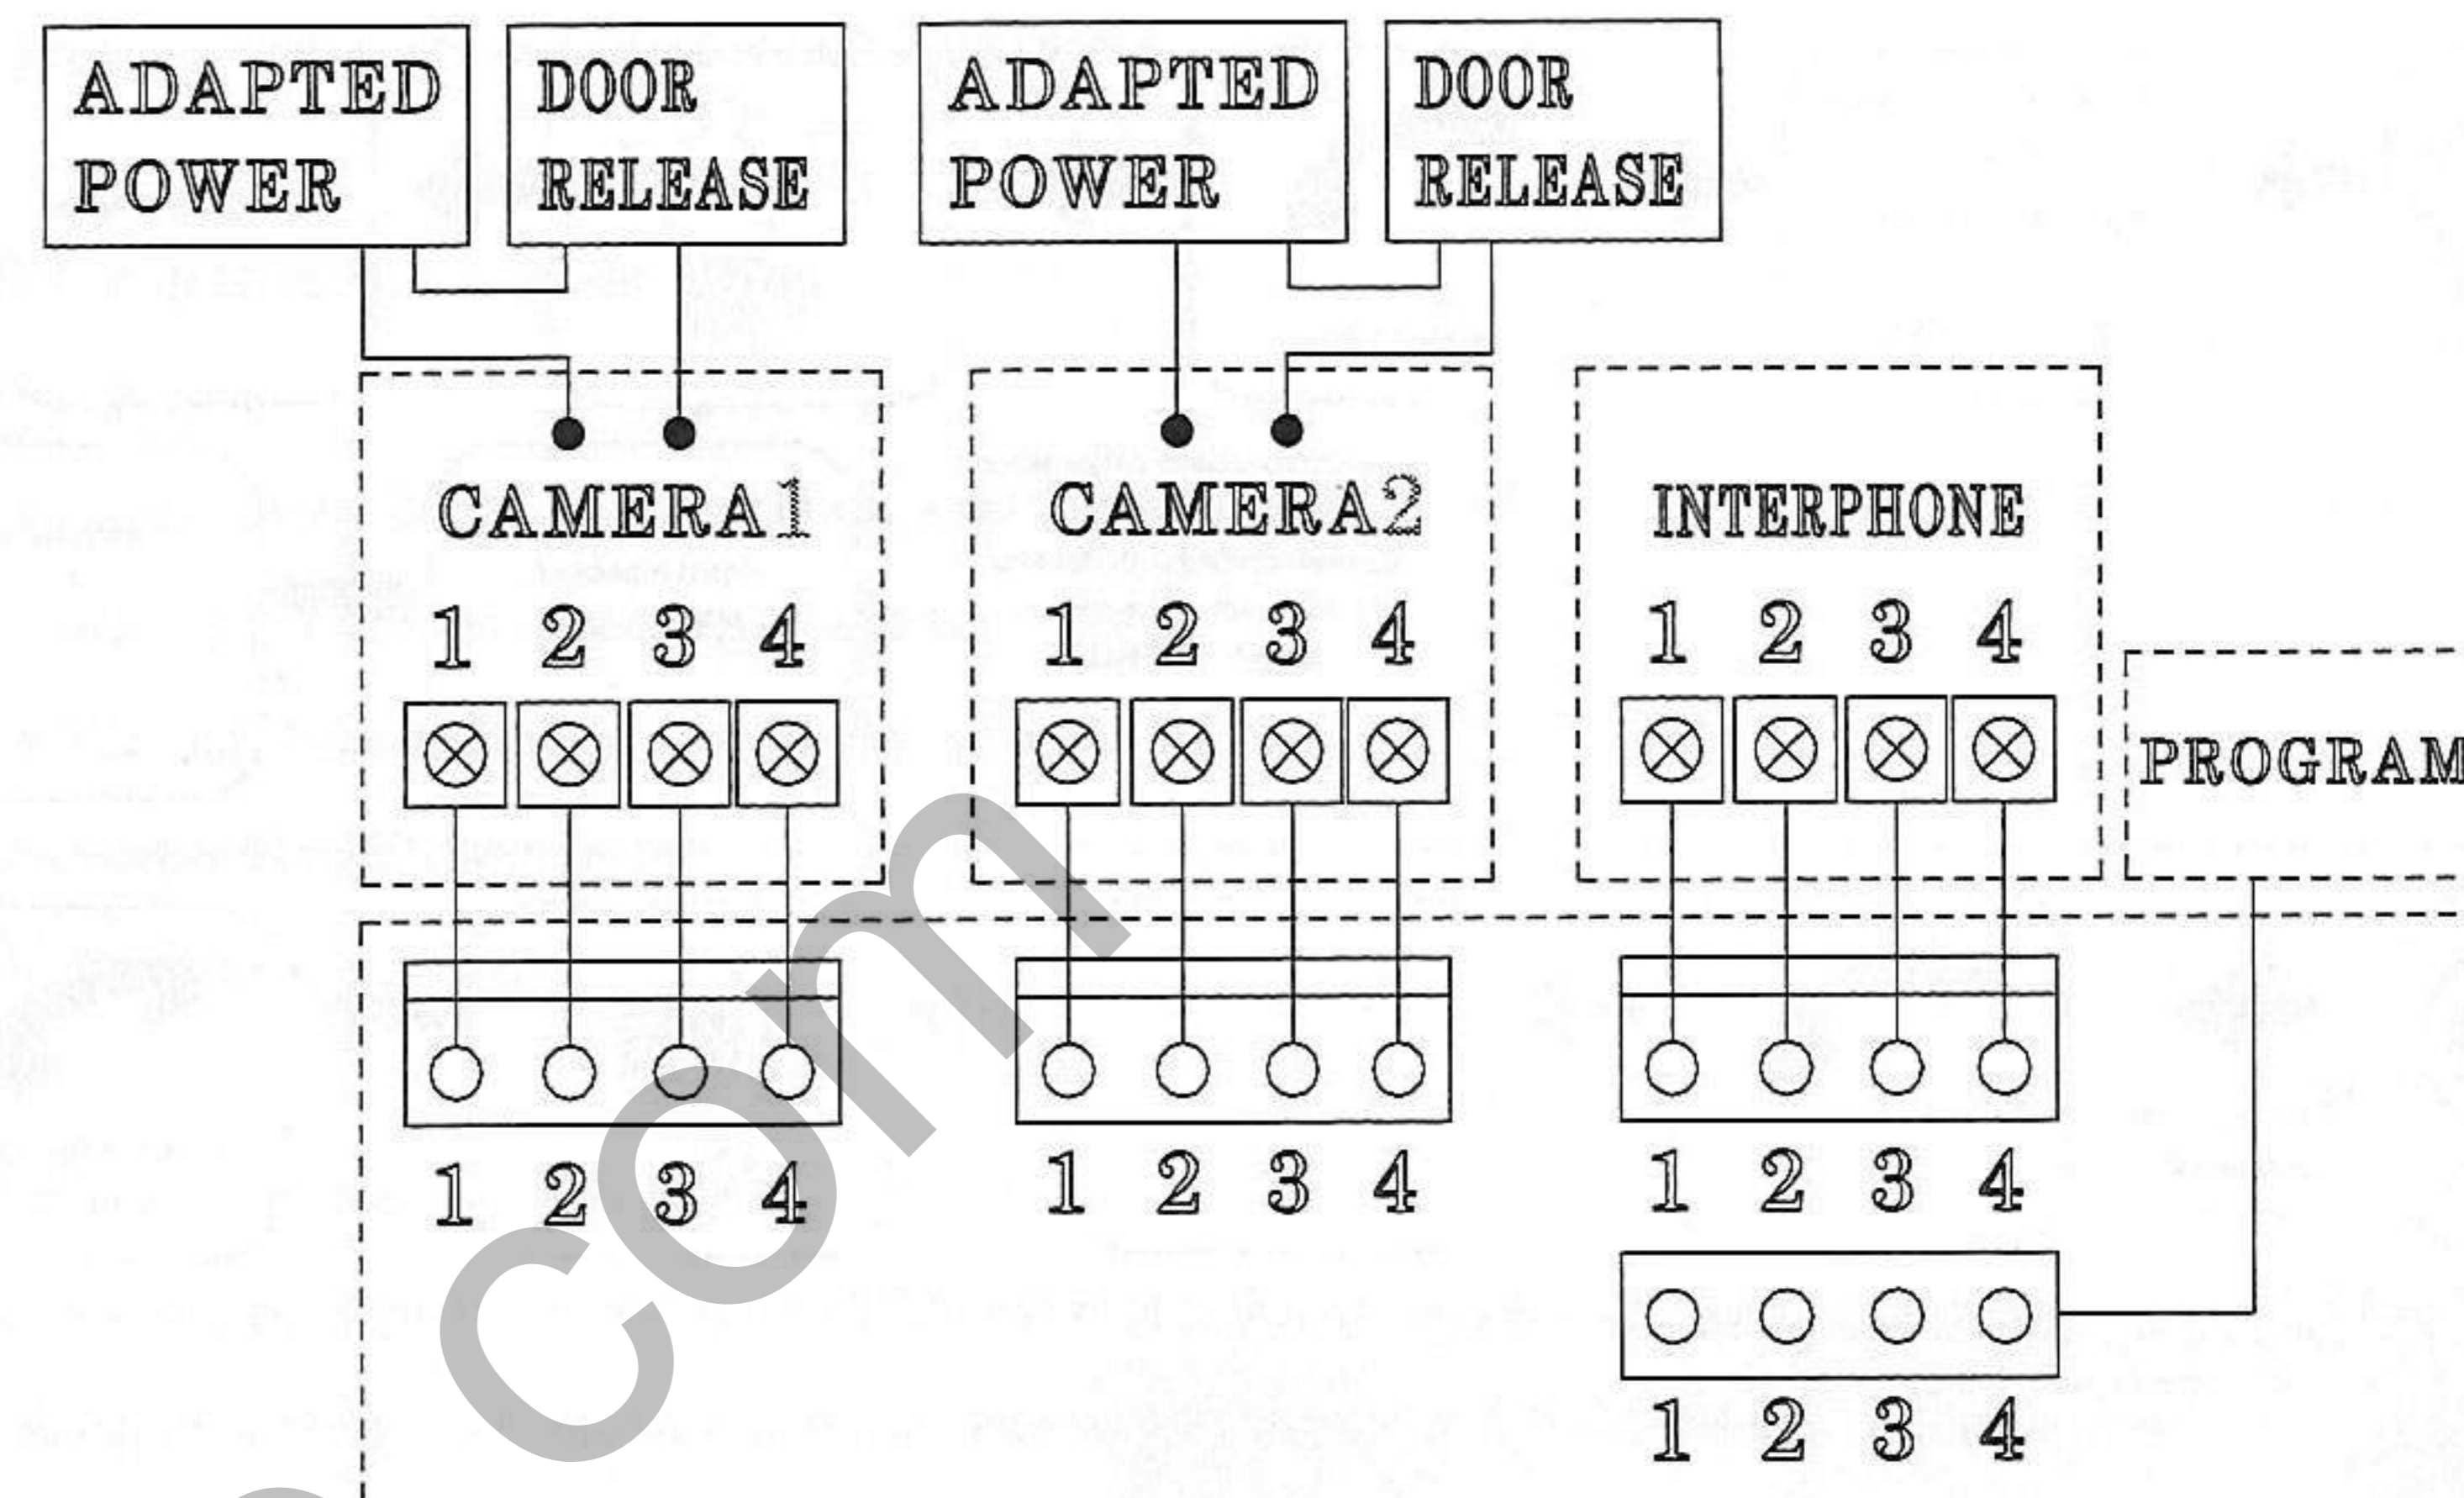 ADAPTED
POWER
DOOR
RELEASE
ADAPTED
POWER
DOOR
RELEASE
CAMERA1
1 2 3 4
CAMERA2
1 2 3 4
INTERPHONE
1 2 3 4
PROGRAM
1 2 3 4
1 2 3 4
1 2 3 4
1 2 3 4
com